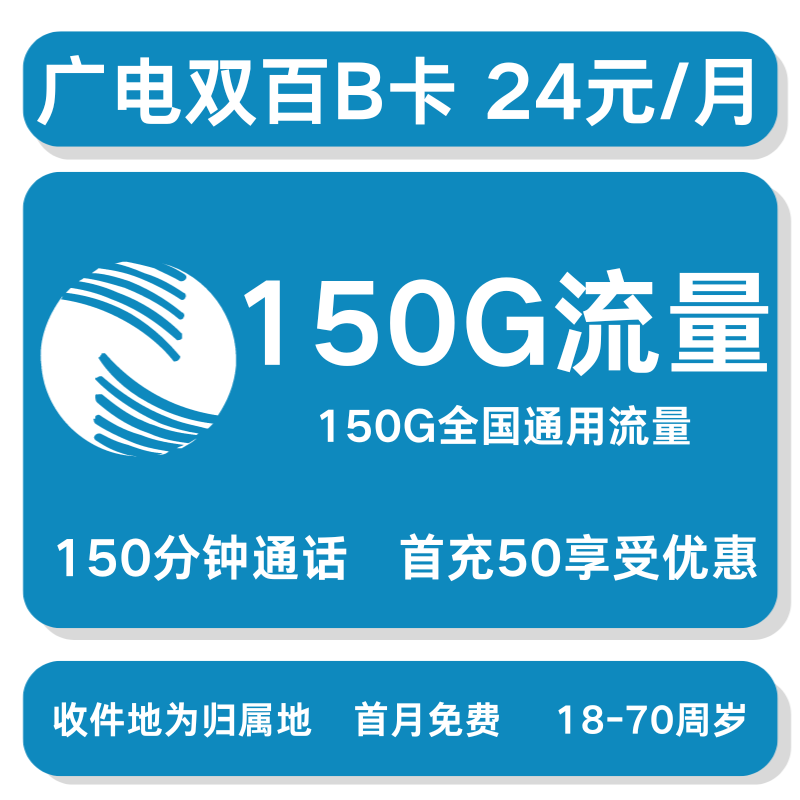 广电双百B卡 24元/月
150G流量
150G全国通用流量
150分钟通话 首充50享受优惠
收件地为归属地 首月免费 18-70周岁